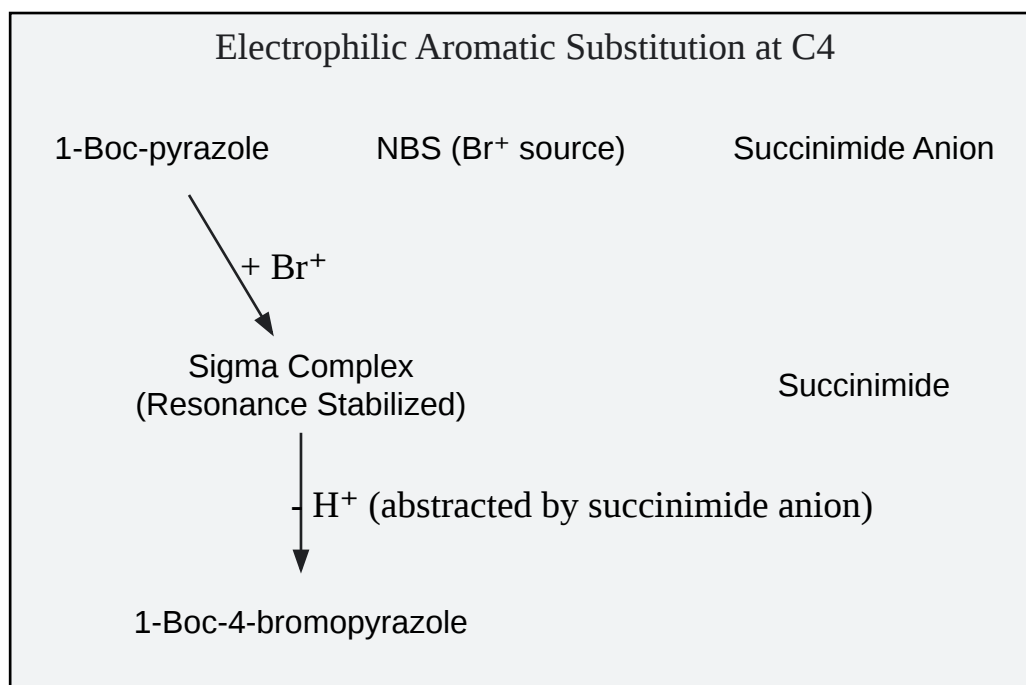 Electrophilic Aromatic Substitution at C4
1-Boc-pyrazole
NBS (Br⁺ source)
Succinimide Anion
+ Br⁺
Sigma Complex
(Resonance Stabilized)
Succinimide
- H⁺ (abstracted by succinimide anion)
1-Boc-4-bromopyrazole